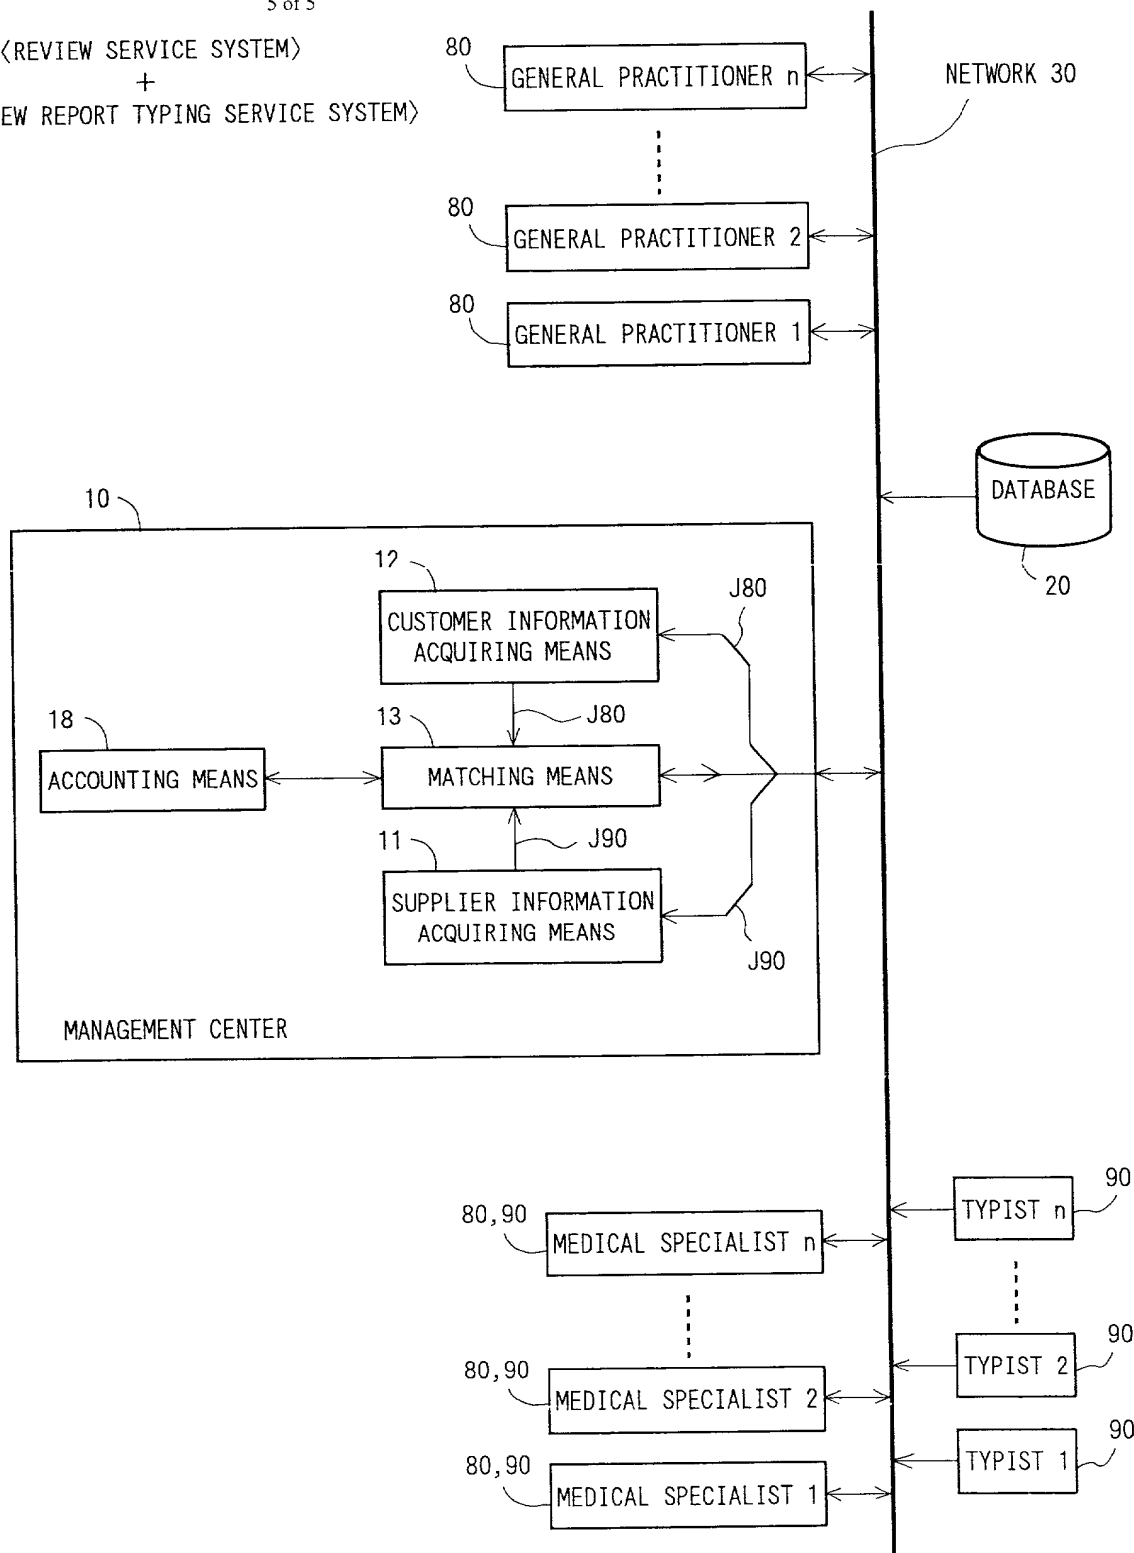 5 of 5
〈REVIEW SERVICE SYSTEM〉
+
EW REPORT TYPING SERVICE SYSTEM〉
80
GENERAL PRACTITIONER n
NETWORK 30
80
GENERAL PRACTITIONER 2
80
GENERAL PRACTITIONER 1
DATABASE
20
10
12
CUSTOMER INFORMATION
ACQUIRING MEANS
J80
J80
18
ACCOUNTING MEANS
13
MATCHING MEANS
J90
11
SUPPLIER INFORMATION
ACQUIRING MEANS
J90
MANAGEMENT CENTER
80,90
MEDICAL SPECIALIST n
90
TYPIST n
80,90
MEDICAL SPECIALIST 2
90
TYPIST 2
80,90
MEDICAL SPECIALIST 1
90
TYPIST 1